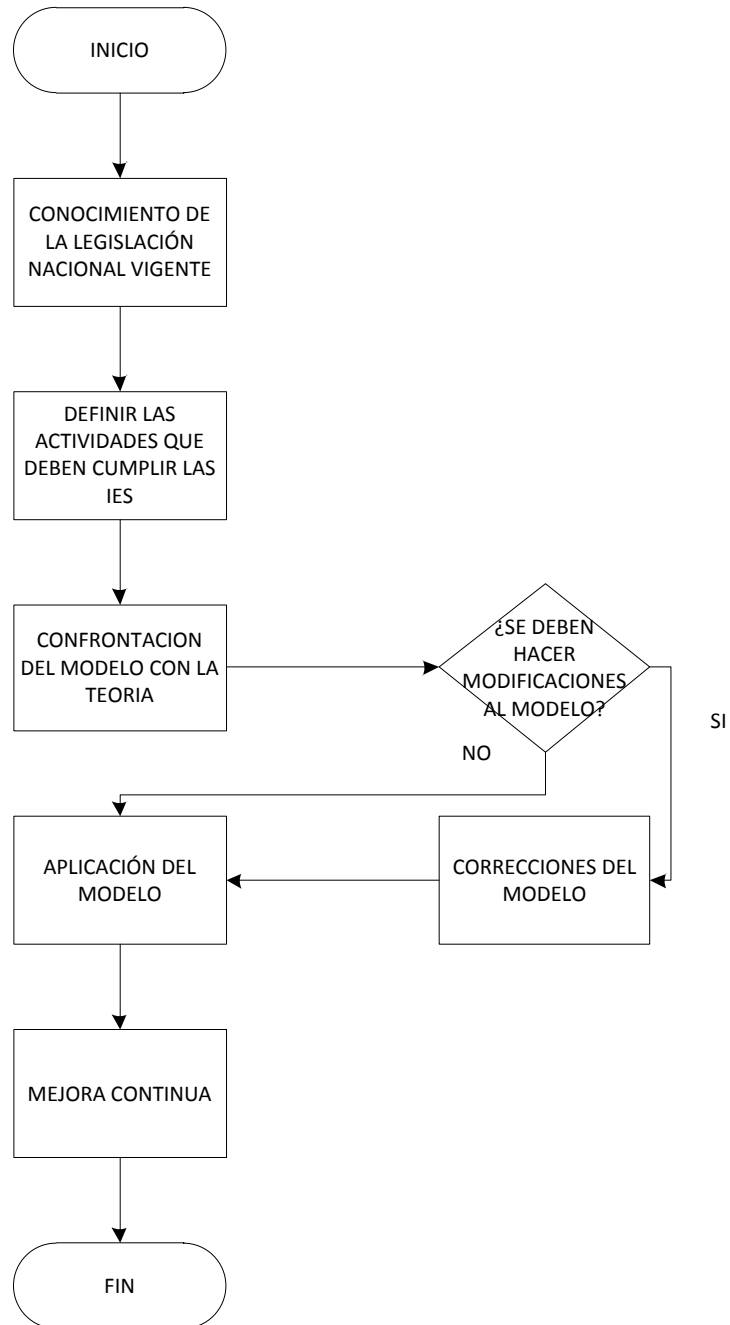 INICIO
CONOCIMIENTO DE
LA LEGISLACIÓN
NACIONAL VIGENTE
DEFINIR LAS
ACTIVIDADES QUE
DEBEN CUMPLIR LAS
IES
CONFRONTACION
DEL MODELO CON LA
TEORIA
¿SE DEBEN
HACER
MODIFICACIONES
AL MODELO?
SI
NO
APLICACIÓN DEL
MODELO
CORRECCIONES DEL
MODELO
MEJORA CONTINUA
FIN